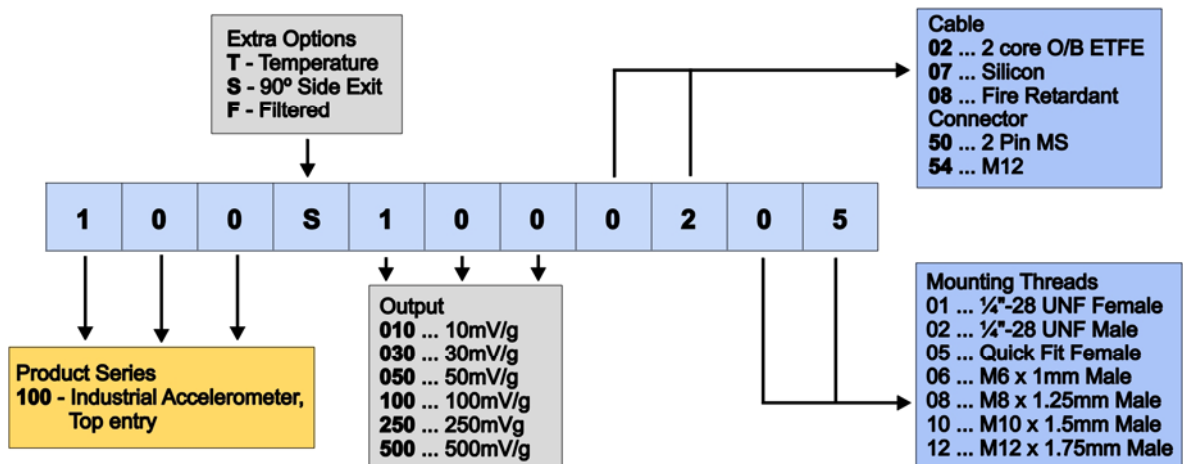 Extra Options
T - Temperature
S - 90º Side Exit
F - Filtered
Cable
02 ... 2 core O/B ETFE
07 ... Silicon
08 ... Fire Retardant
Connector
50 ... 2 Pin MS
54 ... M12
1 0 0 S 1 0 0 0 2 0 5
Product Series
100 - Industrial Accelerometer,
Top entry
Output
010 ... 10mV/g
030 ... 30mV/g
050 ... 50mV/g
100 ... 100mV/g
250 ... 250mVg
500 ... 500mV/g
Mounting Threads
01 ... ¼"-28 UNF Female
02 ... ¼"-28 UNF Male
05 ... Quick Fit Female
06 ... M6 x 1mm Male
08 ... M8 x 1.25mm Male
10 ... M10 x 1.5mm Male
12 ... M12 x 1.75mm Male